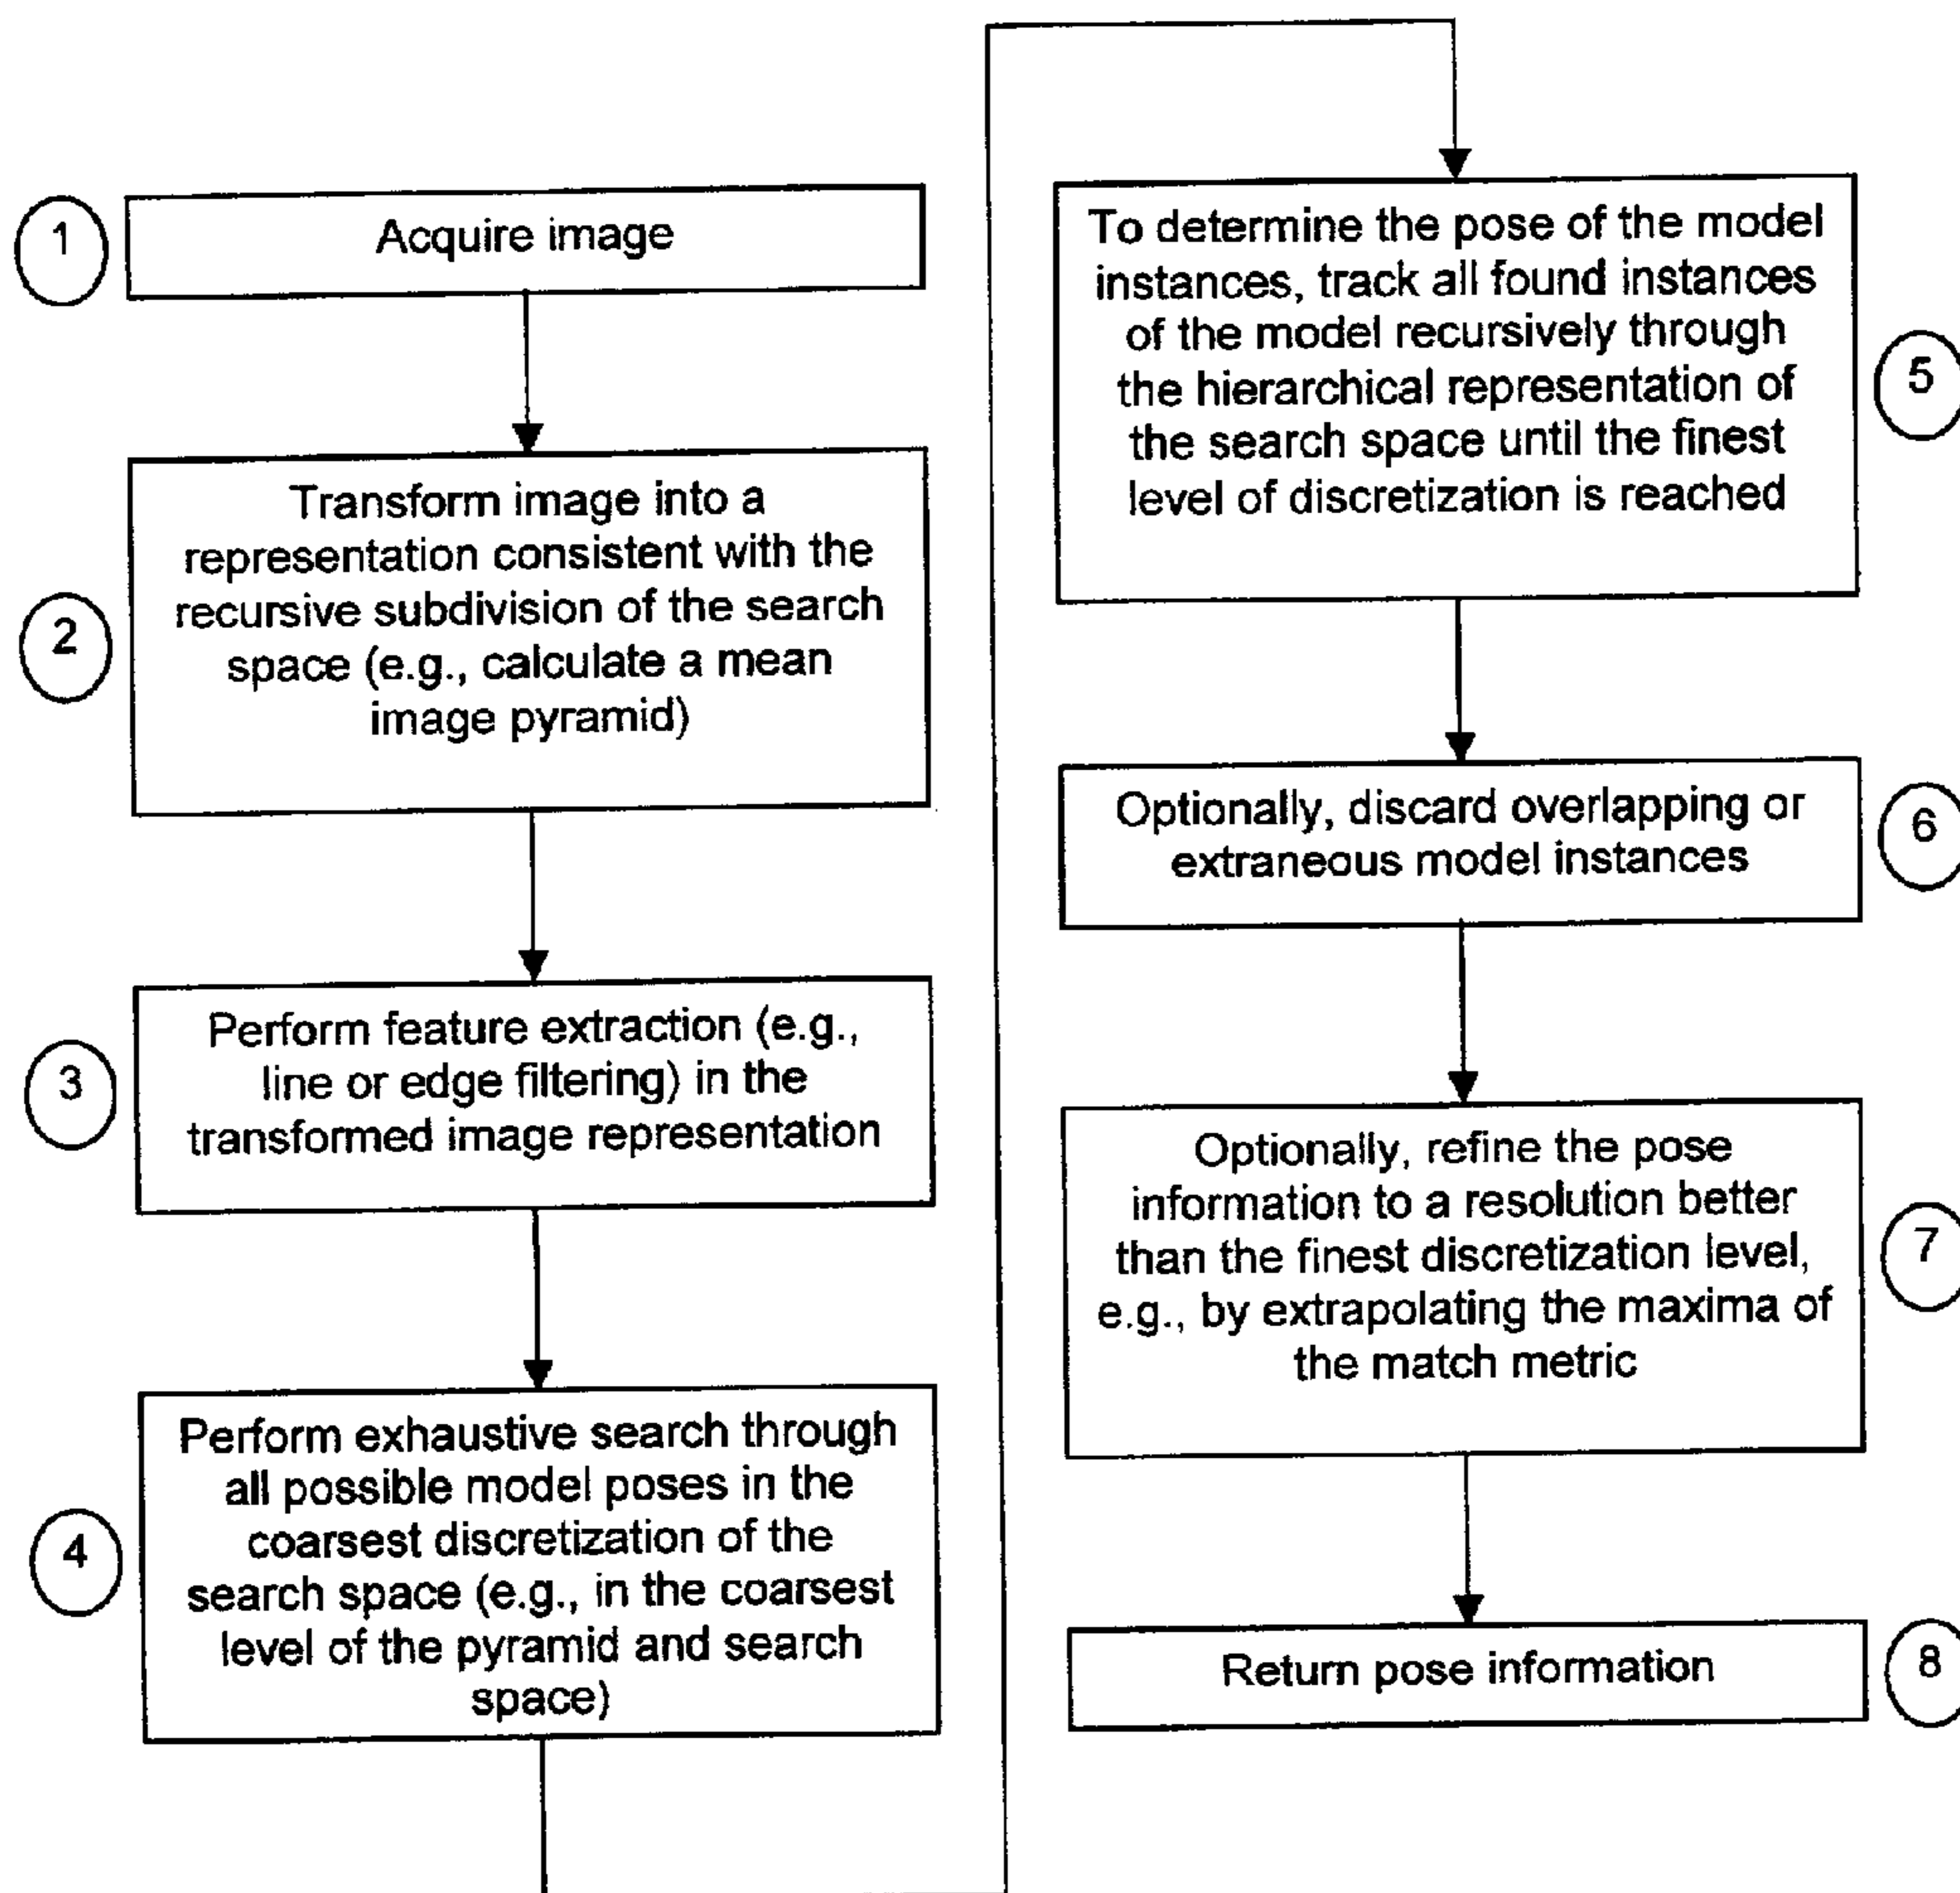 1
Acquire image
2
Transform image into a
representation consistent with the
recursive subdivision of the search
space (e.g., calculate a mean
image pyramid)
3
Perform feature extraction (e.g.,
line or edge filtering) in the
transformed image representation
4
Perform exhaustive search through
all possible model poses in the
coarsest discretization of the
search space (e.g., in the coarsest
level of the pyramid and search
space)
5
To determine the pose of the model
instances, track all found instances
of the model recursively through
the hierarchical representation of
the search space until the finest
level of discretization is reached
6
Optionally, discard overlapping or
extraneous model instances
7
Optionally, refine the pose
information to a resolution better
than the finest discretization level,
e.g., by extrapolating the maxima of
the match metric
8
Return pose information